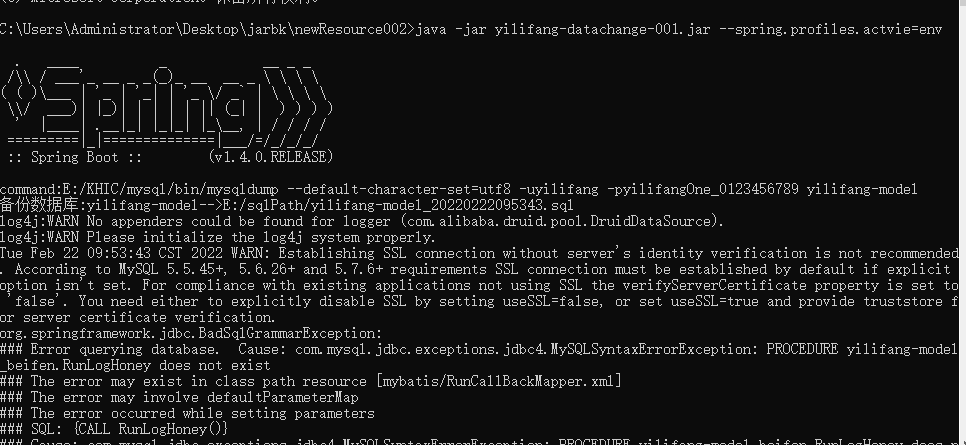 C:\Users\Administrator\Desktop\jarbk\newResource002>java -jar yilifang-datachange-001.jar --spring.profiles.actvie=env
:: Spring Boot ::        (v1.4.0.RELEASE)
command:E:/KHIC/mysql/bin/mysqldump --default-character-set=utf8 -uyilifang -pyilifangOne_0123456789 yilifang-model
备份数据库:yilifang-model-->E:/sqlPath/yilifang-model_20220222095343.sql
log4j:WARN No appenders could be found for logger (com.alibaba.druid.pool.DruidDataSource).
log4j:WARN Please initialize the log4j system properly.
Tue Feb 22 09:53:43 CST 2022 WARN: Establishing SSL connection without server's identity verification is not recommended
. According to MySQL 5.5.45+, 5.6.26+ and 5.7.6+ requirements SSL connection must be established by default if explicit
option isn't set. For compliance with existing applications not using SSL the verifyServerCertificate property is set to
'false'. You need either to explicitly disable SSL by setting useSSL=false, or set useSSL=true and provide truststore f
or server certificate verification.
org.springframework.jdbc.BadSqlGrammarException:
### Error querying database.  Cause: com.mysql.jdbc.exceptions.jdbc4.MySQLSyntaxErrorException: PROCEDURE yilifang-model
_beifen.RunLogHoney does not exist
### The error may exist in class path resource [mybatis/RunCallBackMapper.xml]
### The error may involve defaultParameterMap
### The error occurred while setting parameters
### SQL: {CALL RunLogHoney()}